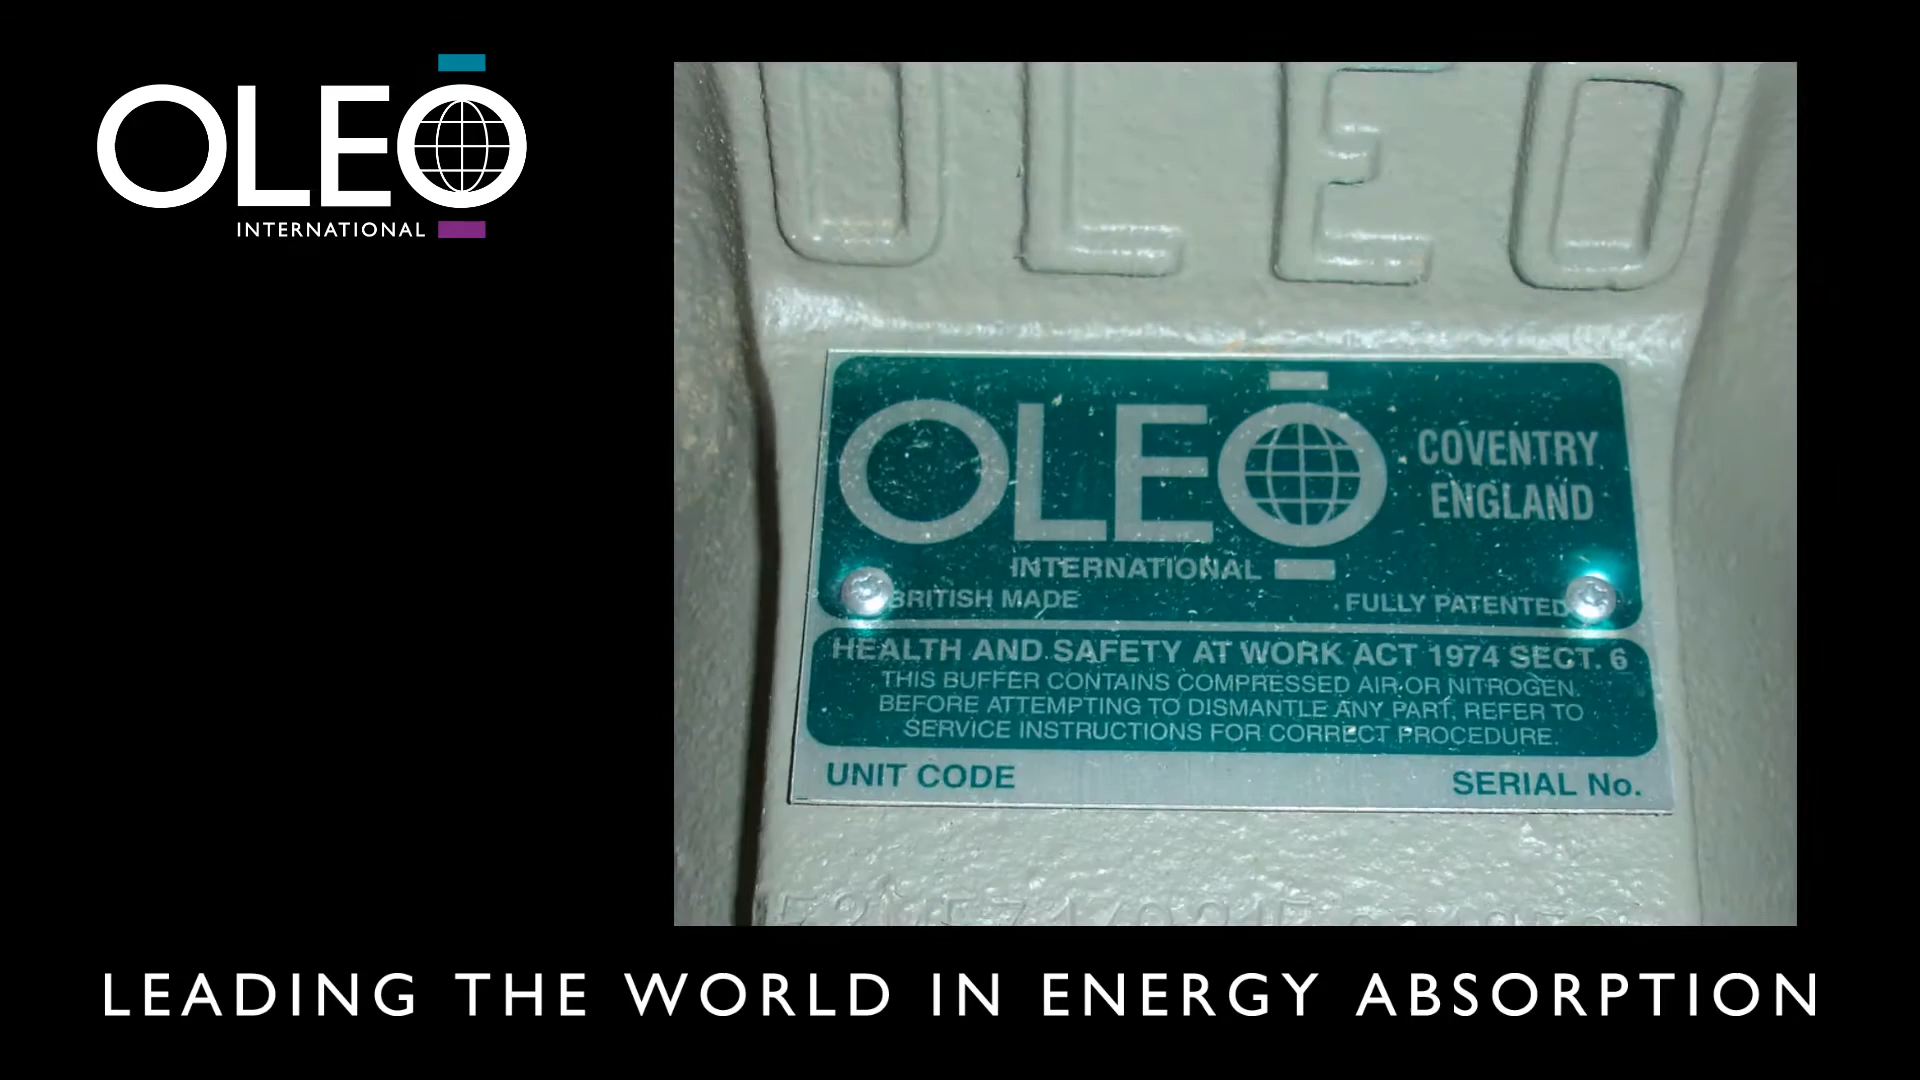 OLEO
INTERNATIONAL
OLEO
OLEO
INTERNATIONAL
COVENTRY
ENGLAND
BRITISH MADE
FULLY PATENTED
HEALTH AND SAFETY AT WORK ACT 1974 SECT. 6
THIS BUFFER CONTAINS COMPRESSED AIR OR NITROGEN.
BEFORE ATTEMPTING TO DISMANTLE ANY PART, REFER TO
SERVICE INSTRUCTIONS FOR CORRECT PROCEDURE.
UNIT CODE
SERIAL No.
LEADING THE WORLD IN ENERGY ABSORPTION